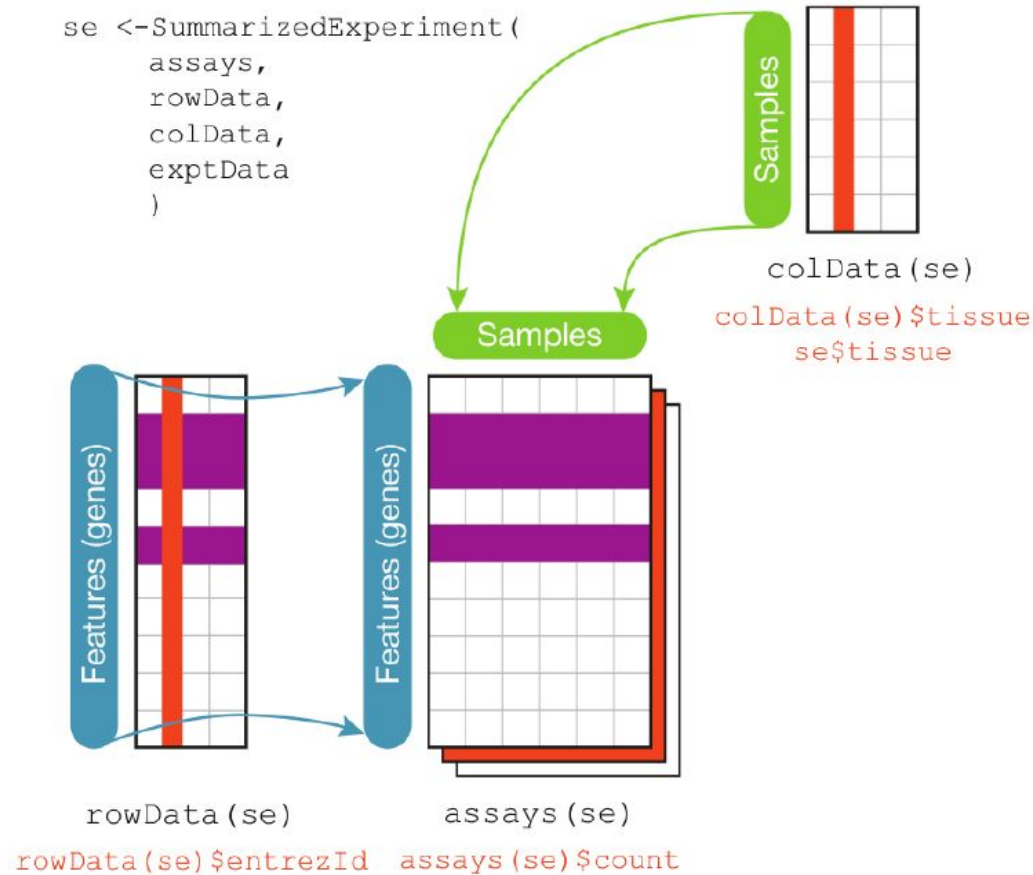 se <-SummarizedExperiment(
assays,
rowData,
colData,
exptData
)
Samples
colData(se)
colData(se)$tissue
se$tissue
Samples
Features (genes)
Features (genes)
rowData(se)
assays(se)
rowData(se)$entrezId
assays(se)$count